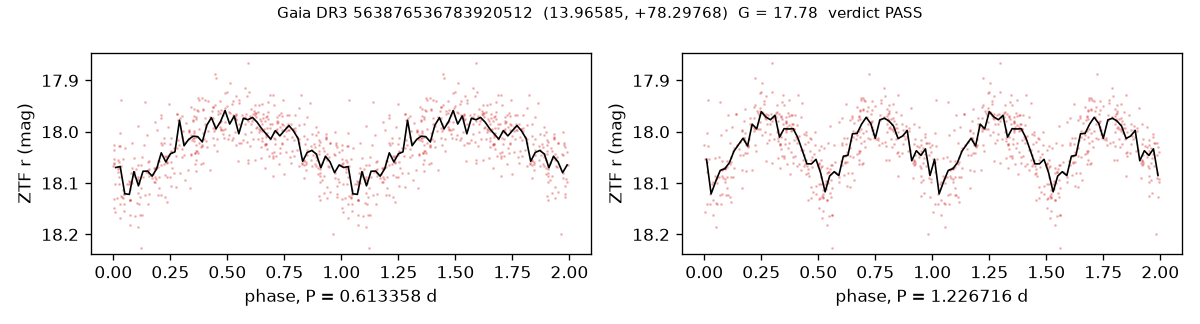 Gaia DR3 563876536783920512 (13.96585, +78.29768) G = 17.78 verdict PASS
ZTF r (mag)
17.9
18.0
18.1
18.2
0.00 0.25 0.50 0.75 1.00 1.25 1.50 1.75 2.00
phase, P = 0.613358 d
ZTF r (mag)
17.9
18.0
18.1
18.2
0.00 0.25 0.50 0.75 1.00 1.25 1.50 1.75 2.00
phase, P = 1.226716 d